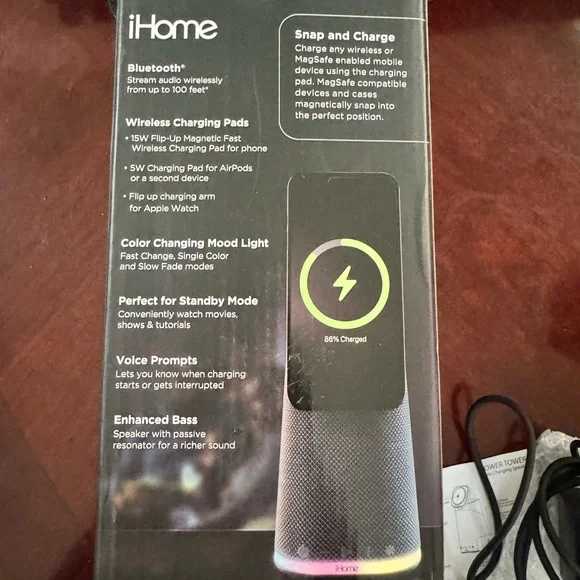 iHome
Bluetooth®
Stream audio wirelessly
from up to 100 feet*
Wireless Charging Pads
• 15W Flip-Up Magnetic Fast
Wireless Charging Pad for phone
• 5W Charging Pad for AirPods
or a second device
• Flip up charging arm
for Apple Watch
Color Changing Mood Light
Fast Change, Single Color
and Slow Fade modes
Perfect for Standby Mode
Conveniently watch movies,
shows & tutorials
Voice Prompts
Lets you know when charging
starts or gets interrupted
Enhanced Bass
Speaker with passive
resonator for a richer sound
Snap and Charge
Charge any wireless or
MagSafe enabled mobile
device using the charging
pad. MagSafe compatible
devices and cases
magnetically snap into
the perfect position.
86% Charged
iHome
OWER TOWER